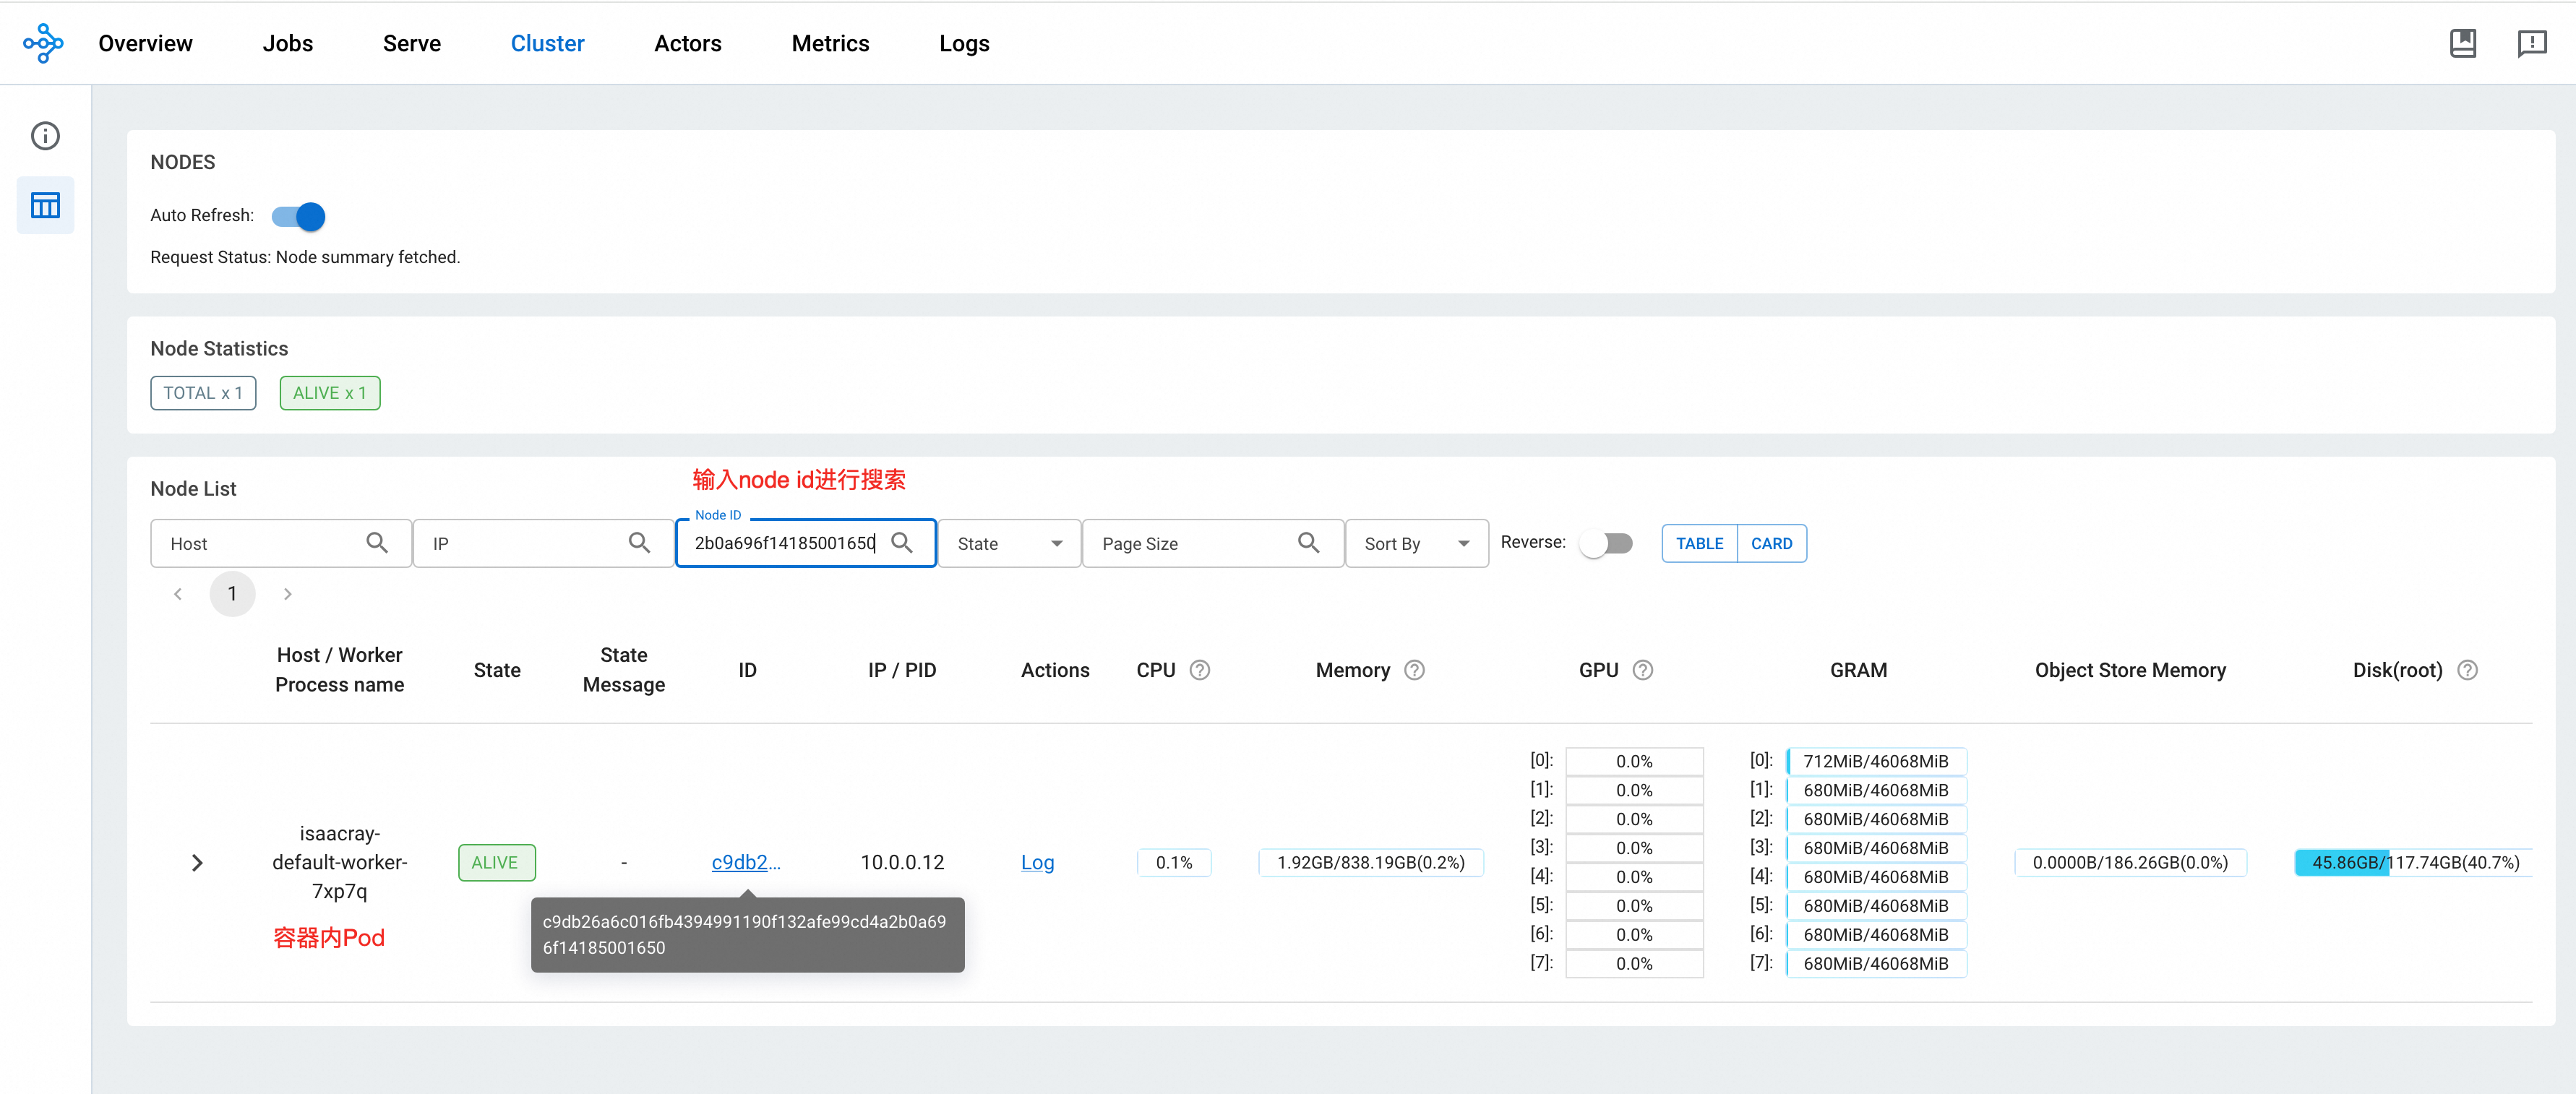 Overview Jobs Serve Cluster Actors Metrics Logs
NODES
Auto Refresh:
Request Status: Node summary fetched.
Node Statistics
TOTAL x 1 ALIVE x 1
输入node id进行搜索
Node List
Node ID
Host IP 2b0a696f14185001650 State Page Size Sort By Reverse: TABLE CARD
1
Host / Worker Process name State State Message ID IP / PID Actions CPU Memory GPU GRAM Object Store Memory Disk(root)
isaacray-
default-worker-
7xp7q
ALIVE - c9db2... 10.0.0.12 Log 0.1% 1.92GB/838.19GB(0.2%)
[0]: 0.0% [0]: 712MiB/46068MiB
[1]: 0.0% [1]: 680MiB/46068MiB
[2]: 0.0% [2]: 680MiB/46068MiB
[3]: 0.0% [3]: 680MiB/46068MiB
[4]: 0.0% [4]: 680MiB/46068MiB
[5]: 0.0% [5]: 680MiB/46068MiB
[6]: 0.0% [6]: 680MiB/46068MiB
[7]: 0.0% [7]: 680MiB/46068MiB
0.0000B/186.26GB(0.0%) 45.86GB/117.74GB(40.7%)
容器内Pod
c9db26a6c016fb4394991190f132afe99cd4a2b0a69
6f14185001650